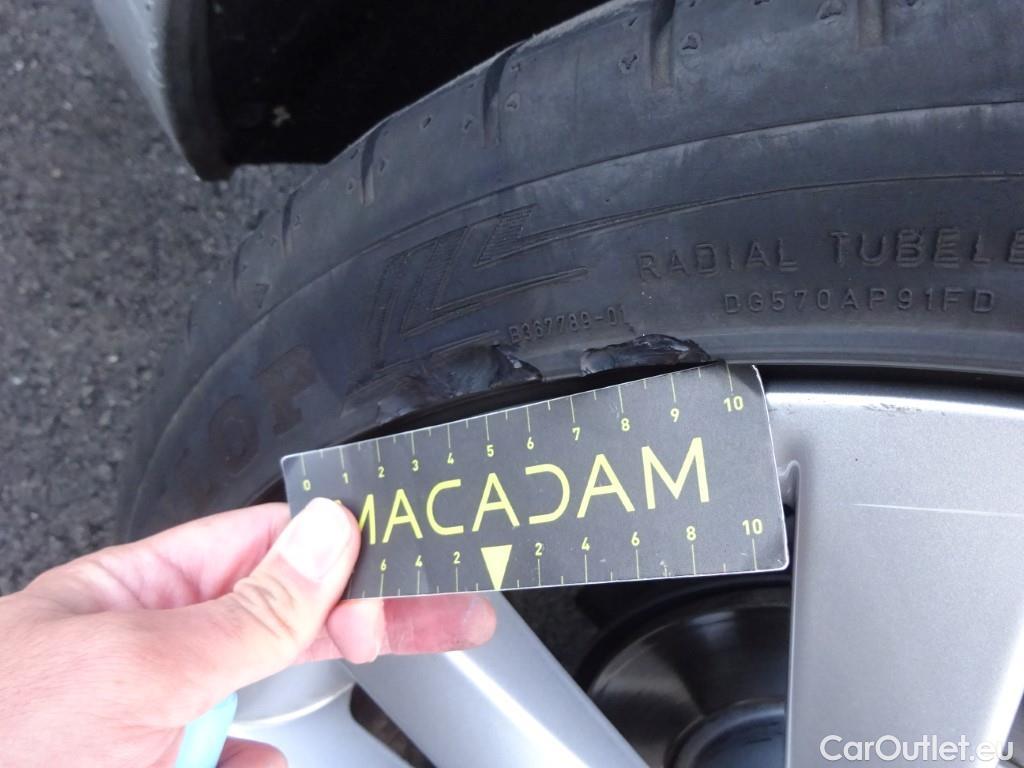 RADIAL TUBELE
DG570AP91FD
B367789-01
OF
0 1 2 3 4 5 6 7 8 9 10
MACADAM
6 4 2 2 4 6 8 10
CarOutlet.eu